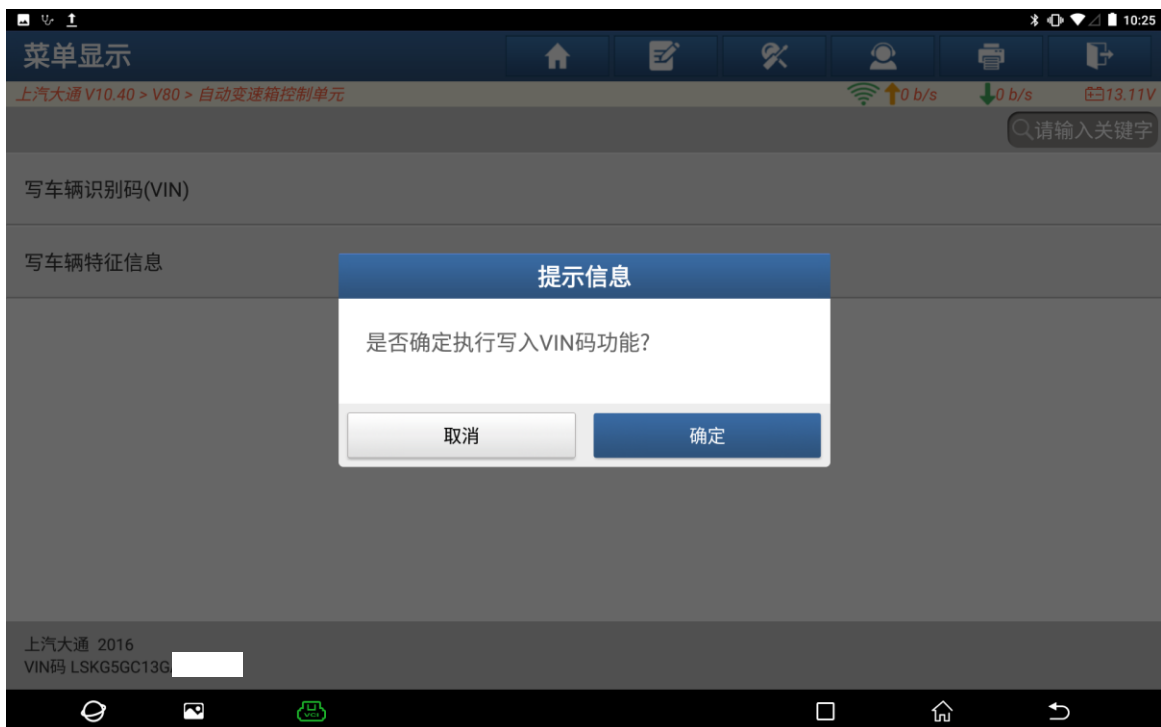 10:25
菜单显示
上汽大通 V10.40 > V80 > 自动变速箱控制单元
0 b/s
0 b/s
13.11V
请输入关键字
写车辆识别码(VIN)
写车辆特征信息
提示信息
是否确定执行写入VIN码功能?
取消
确定
上汽大通 2016
VIN码 LSKG5GC13G
VCI